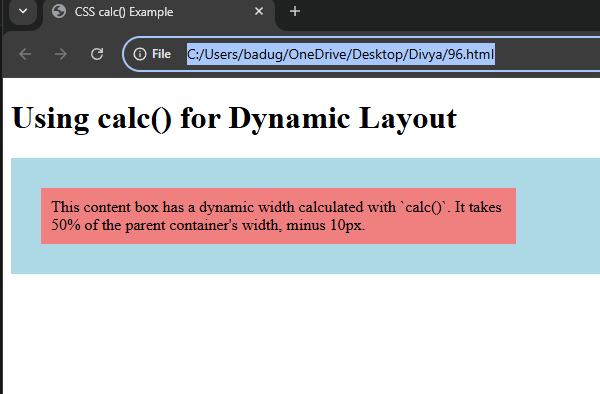 CSS calc() Example
File C:/Users/badug/OneDrive/Desktop/Divya/96.html
Using calc() for Dynamic Layout
This content box has a dynamic width calculated with `calc()`. It takes
50% of the parent container's width, minus 10px.